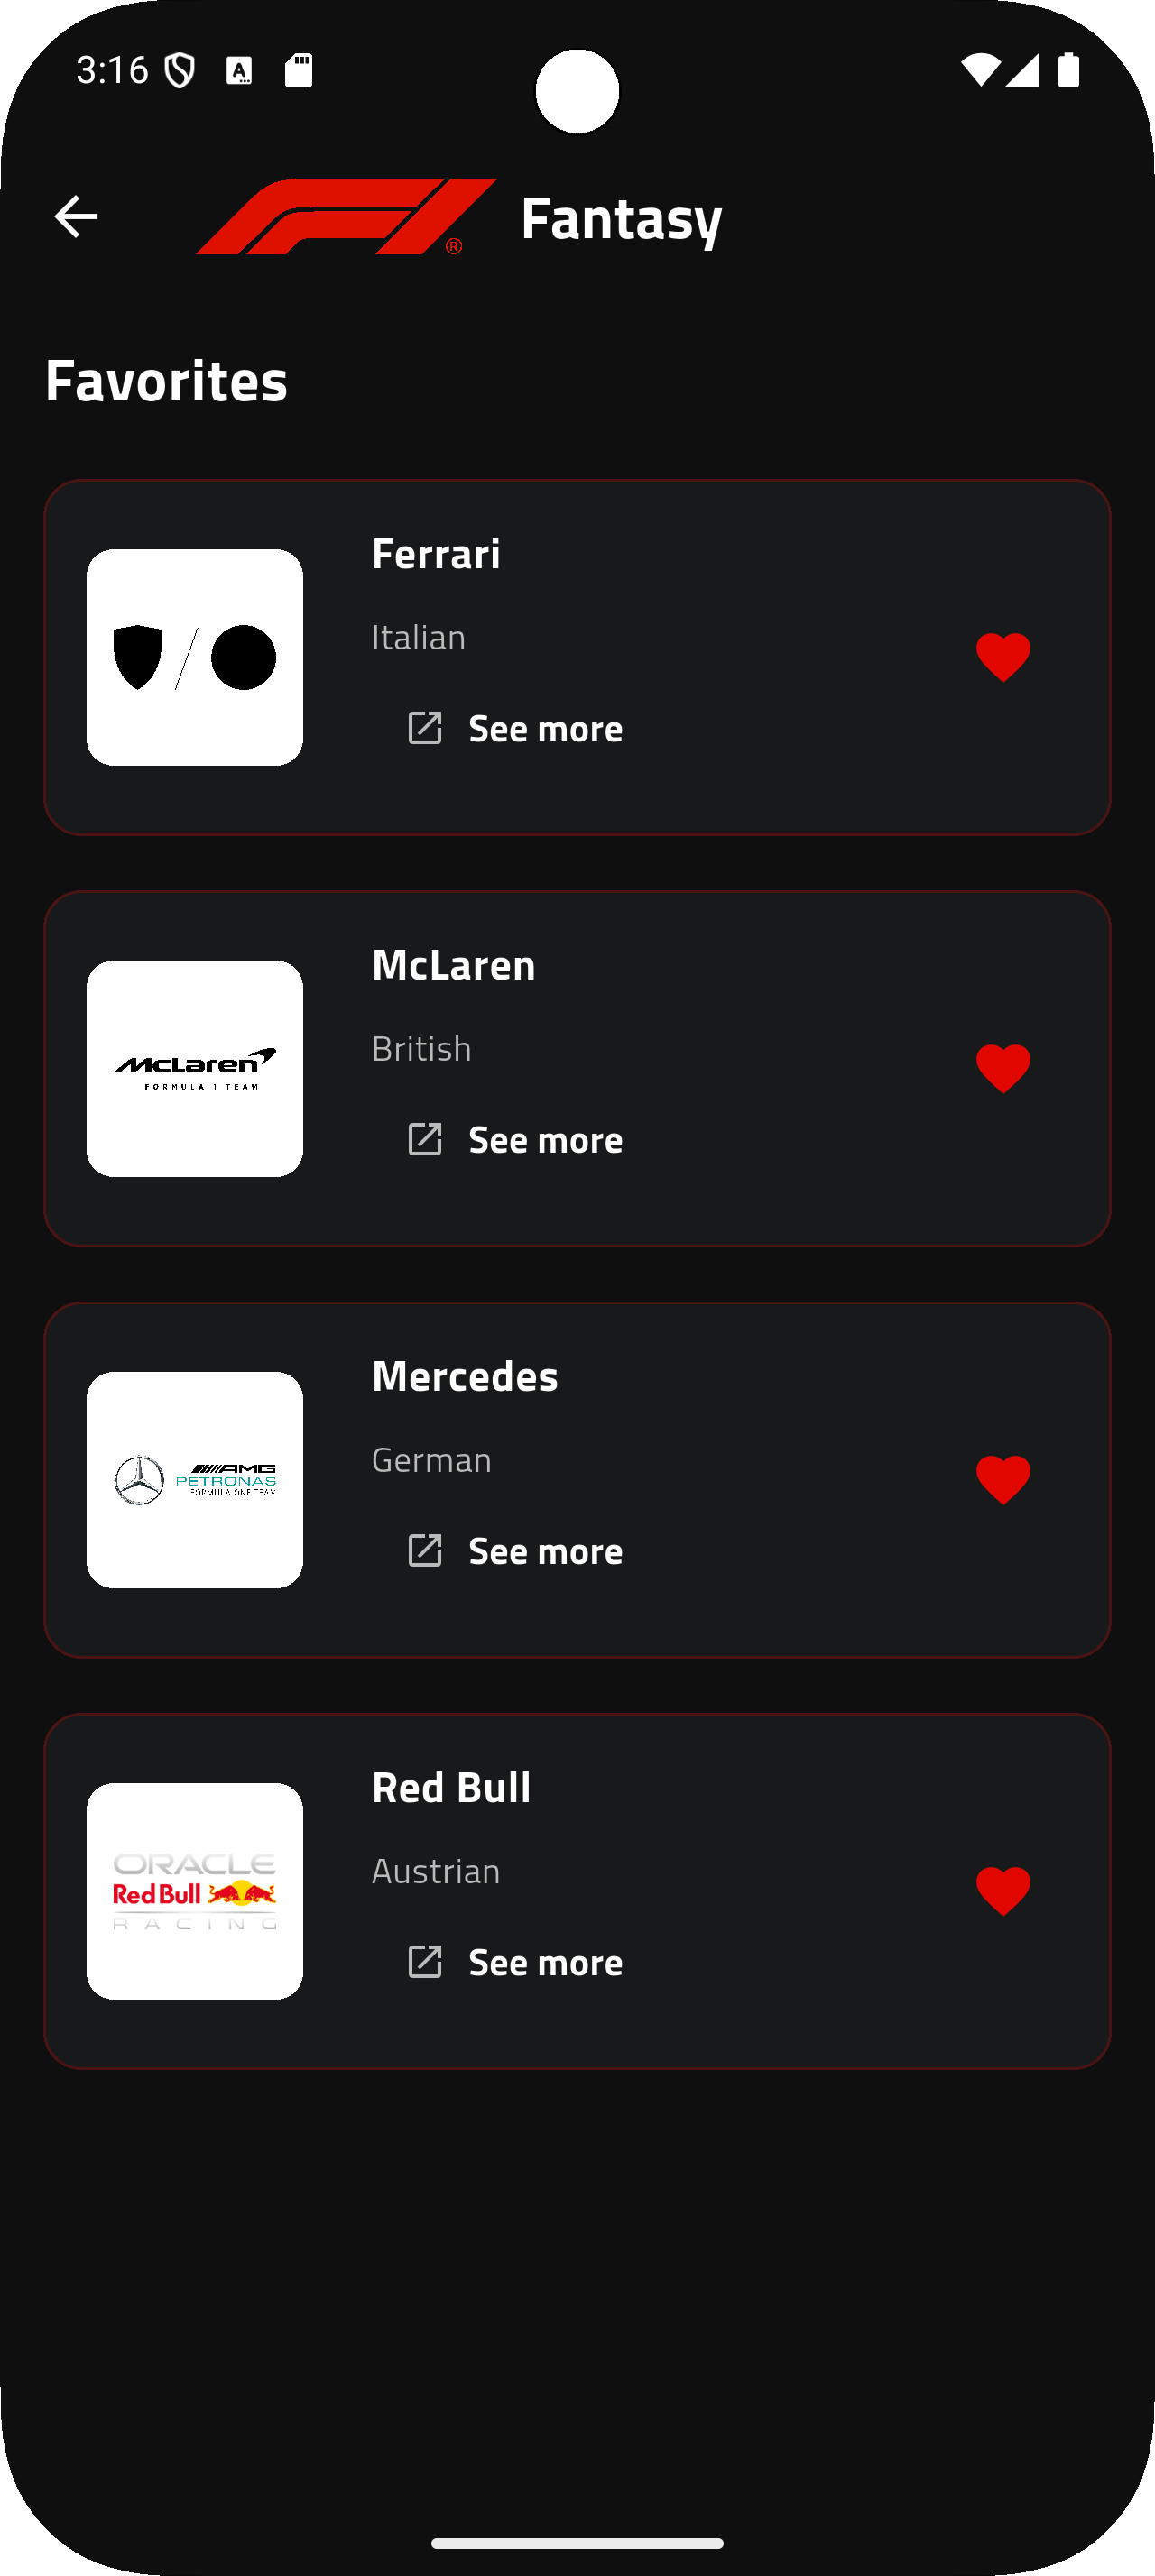 3:16
F1® Fantasy
Favorites
Ferrari
Italian
See more
McLaren
FORMULA 1 TEAM
McLaren
British
See more
AMG
PETRONAS
FORMULA ONE TEAM
Mercedes
German
See more
ORACLE
Red Bull
RACING
Red Bull
Austrian
See more